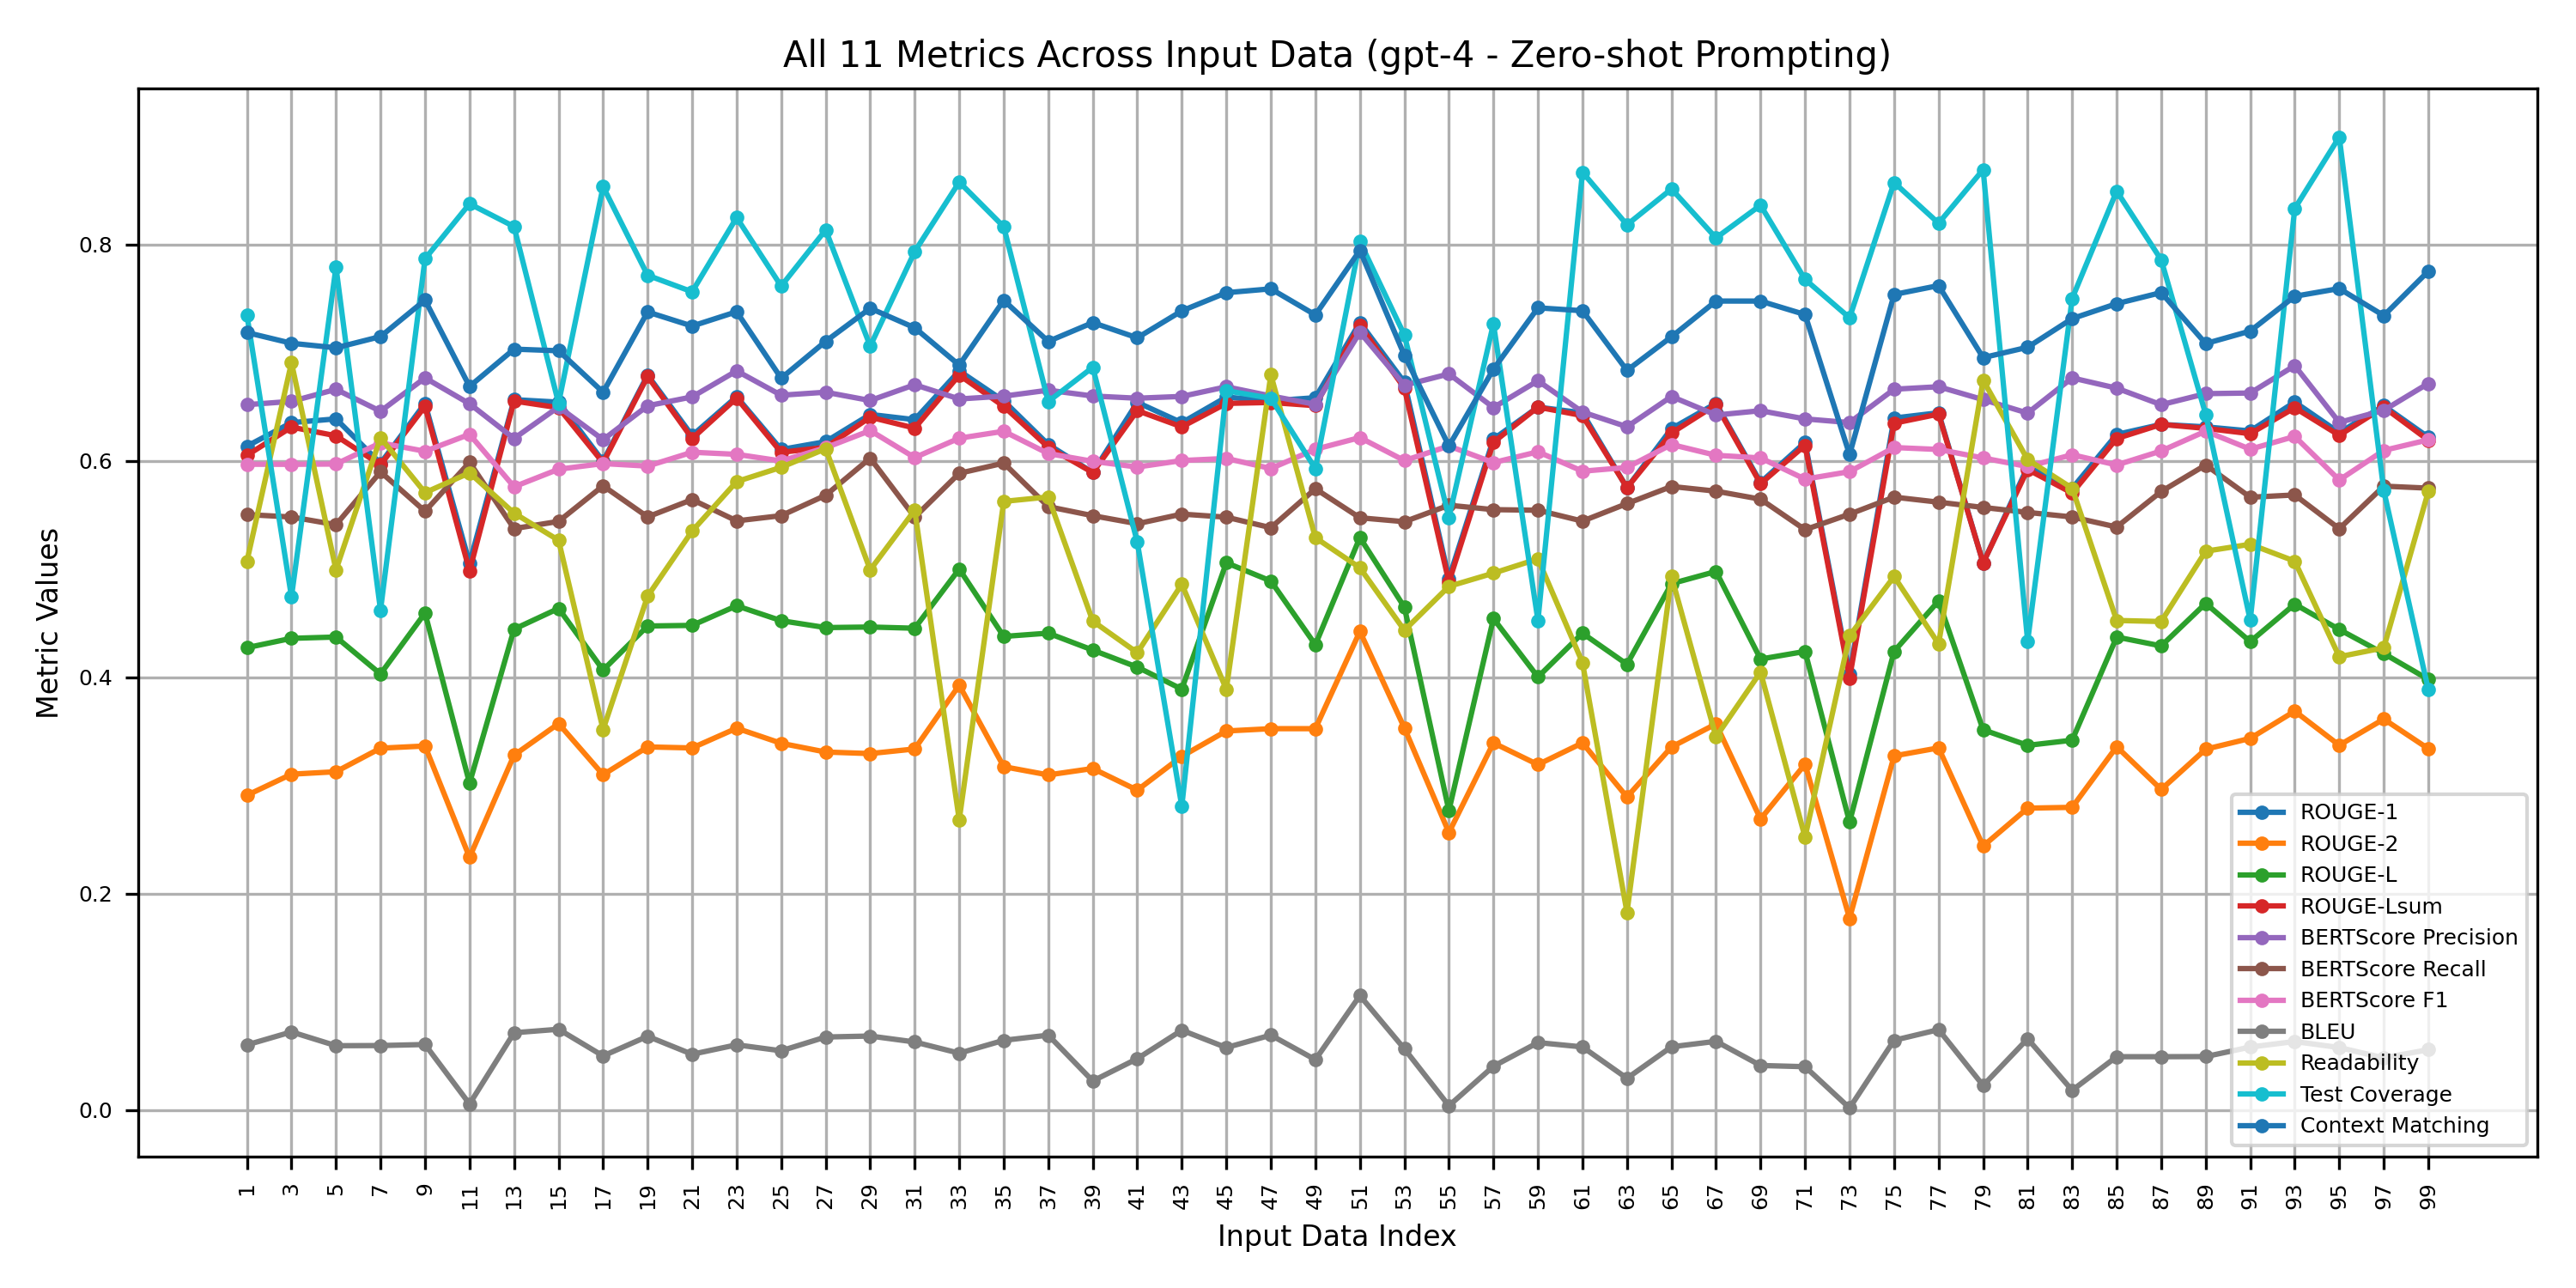 All 11 Metrics Across Input Data (gpt-4 - Zero-shot Prompting)
Metric Values
0.8
0.6
0.4
0.2
0.0
ROUGE-1
ROUGE-2
ROUGE-L
ROUGE-Lsum
BERTScore Precision
BERTScore Recall
BERTScore F1
BLEU
Readability
Test Coverage
Context Matching
1 3 5 7 9 11 13 15 17 19 21 23 25 27 29 31 33 35 37 39 41 43 45 47 49 51 53 55 57 59 61 63 65 67 69 71 73 75 77 79 81 83 85 87 89 91 93 95 97 99
Input Data Index